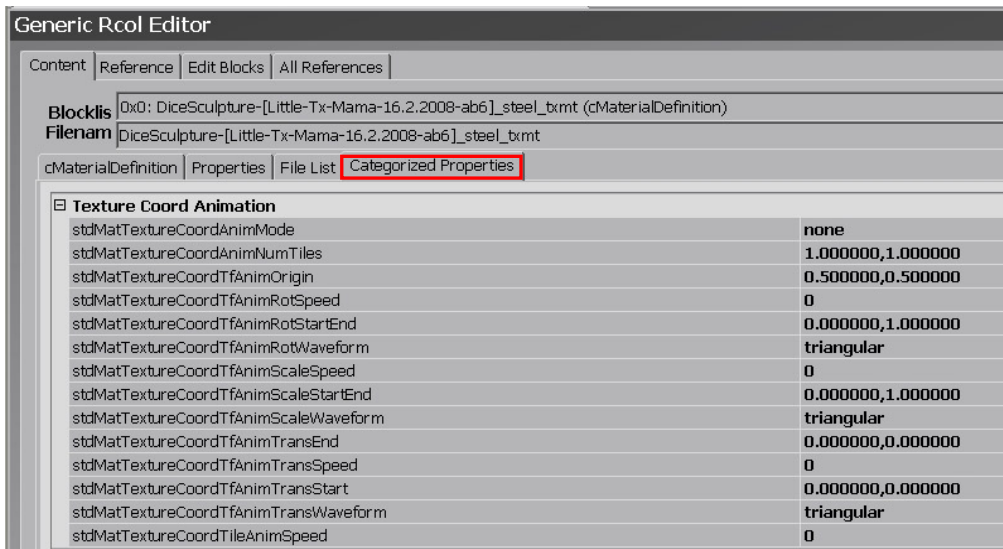 Generic Rcol Editor
Content Reference Edit Blocks All References
Blocklis 0x0: DiceSculpture-[Little-Tx-Mama-16.2.2008-ab6]_steel_txmt (cMaterialDefinition)
Filenam DiceSculpture-[Little-Tx-Mama-16.2.2008-ab6]_steel_txmt
cMaterialDefinition Properties File List Categorized Properties
Texture Coord Animation
stdMatTextureCoordAnimMode none
stdMatTextureCoordAnimNumTiles 1.000000,1.000000
stdMatTextureCoordTfAnimOrigin 0.500000,0.500000
stdMatTextureCoordTfAnimRotSpeed 0
stdMatTextureCoordTfAnimRotStartEnd 0.000000,1.000000
stdMatTextureCoordTfAnimRotWaveform triangular
stdMatTextureCoordTfAnimScaleSpeed 0
stdMatTextureCoordTfAnimScaleStartEnd 0.000000,1.000000
stdMatTextureCoordTfAnimScaleWaveform triangular
stdMatTextureCoordTfAnimTransEnd 0.000000,0.000000
stdMatTextureCoordTfAnimTransSpeed 0
stdMatTextureCoordTfAnimTransStart 0.000000,0.000000
stdMatTextureCoordTfAnimTransWaveform triangular
stdMatTextureCoordTileAnimSpeed 0